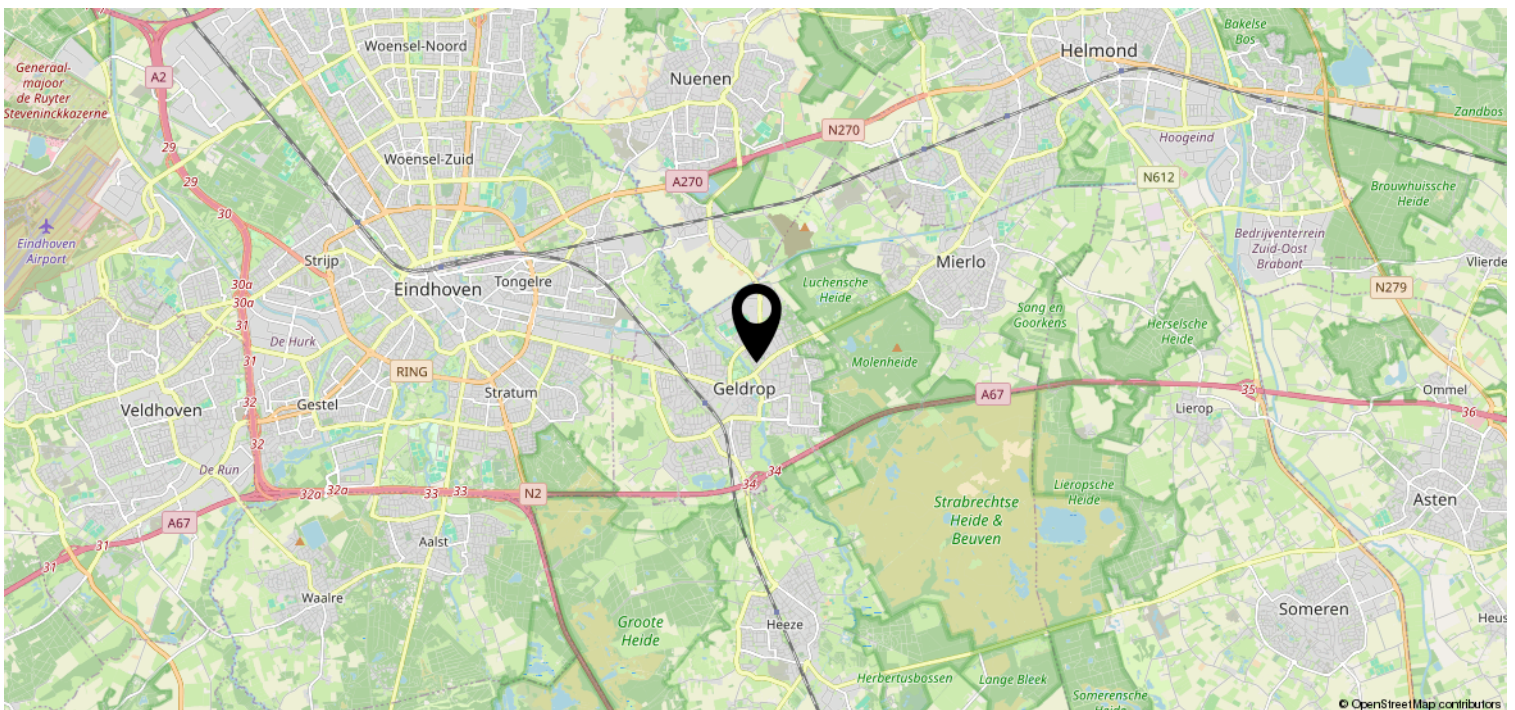 Woensel-Noord
Bakelse
Bos
Helmond
Generaal-
majoor
de Ruyter
Steveninckkazerne
A2
Nuenen
Zandbos
N270
Hoogeind
29
Woensel-Zuid
29
A270
N612
Brouwhuissche
Heide
30
Eindhoven
Airport
Bedrijventerrein
Zuid-Oost
Brabant
Strijp
Mierlo
Vlierde
30a
Eindhoven
Tongelre
Luchensche
Heide
N279
30a
Sang en
Goorkens
31
De Hurk
Herselsche
Heide
31
Molenheide
RING
Geldrop
Stratum
A67
35
Ommel
32
Gestel
Veldhoven
Lierop
36
32
De Run
34
34
Lieropsche
Heide
32a
32a
33
33
N2
Asten
Strabrechtse
Heide &
Beuven
A67
Aalst
31
31
Waalre
Someren
Groote
Heide
Heeze
Heus
Herbertusbossen
Lange Bleek
Somerensche
Heide
© OpenStreetMap contributors